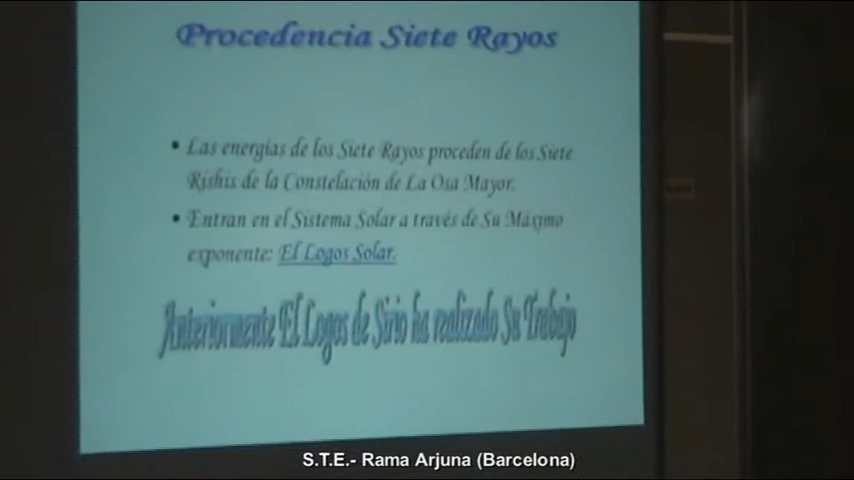 Procedencia Siete Rayos
• Las energías de los Siete Rayos proceden de los Siete
Rishis de la Constelación de La Osa Mayor.
• Entran en el Sistema Solar a través de Su Máximo
exponente: El Logos Solar.
Anteriormente El Logos de Sirio ha realizado Su Trabajo
S.T.E.- Rama Arjuna (Barcelona)